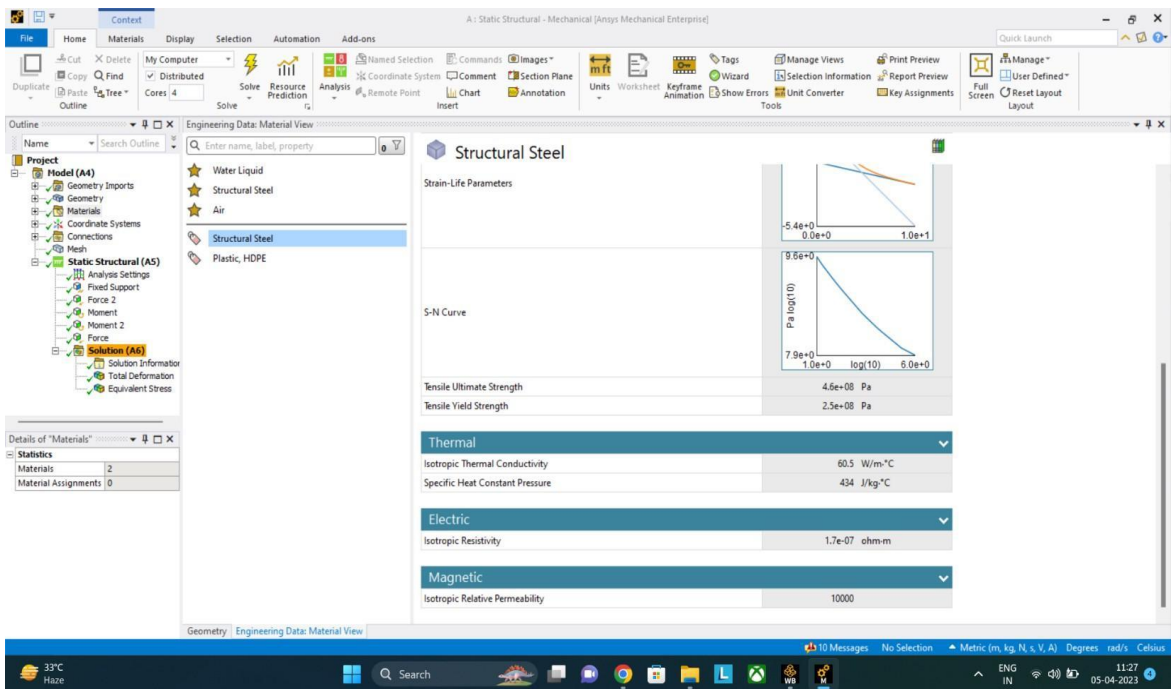 Context
A : Static Structural - Mechanical [Ansys Mechanical Enterprise]
File Home Materials Display Selection Automation Add-ons
Quick Launch
Duplicate
Cut
Copy
Paste
Delete
Find
Tree
Outline
My Computer
Distributed
Cores 4
Solve
Resource Prediction
Solve
Analysis
Named Selection
Coordinate System
Remote Point
Commands
Comment
Chart
Images
Section Plane
Annotation
Insert
Units
Worksheet
Keyframe Animation
Tags
Wizard
Show Errors
Manage Views
Selection Information
Unit Converter
Print Preview
Report Preview
Key Assignments
Tools
Full Screen
Manage
User Defined
Reset Layout
Layout
Outline
Name Search Outline
Project
Model (A4)
Geometry Imports
Geometry
Materials
Coordinate Systems
Connections
Mesh
Static Structural (A5)
Analysis Settings
Fixed Support
Force 2
Moment
Moment 2
Force
Solution (A6)
Solution Informatior
Total Deformation
Equivalent Stress
Details of "Materials"
Statistics
Materials 2
Material Assignments 0
Engineering Data: Material View
Enter name, label, property
0
Water Liquid
Structural Steel
Air
Structural Steel
Plastic, HDPE
Structural Steel
Strain-Life Parameters
-5.4e+0
0.0e+0 1.0e+1
S-N Curve
9.6e+0
Pa log(10)
7.9e+0
1.0e+0 log(10) 6.0e+0
Tensile Ultimate Strength 4.6e+08 Pa
Tensile Yield Strength 2.5e+08 Pa
Thermal
Isotropic Thermal Conductivity 60.5 W/m·°C
Specific Heat Constant Pressure 434 J/kg·°C
Electric
Isotropic Resistivity 1.7e-07 ohm·m
Magnetic
Isotropic Relative Permeability 10000
Geometry Engineering Data: Material View
10 Messages No Selection Metric (m, kg, N, s, V, A) Degrees rad/s Celsius
33°C
Haze
Search
L
WB
M
ENG
IN
11:27
05-04-2023
4